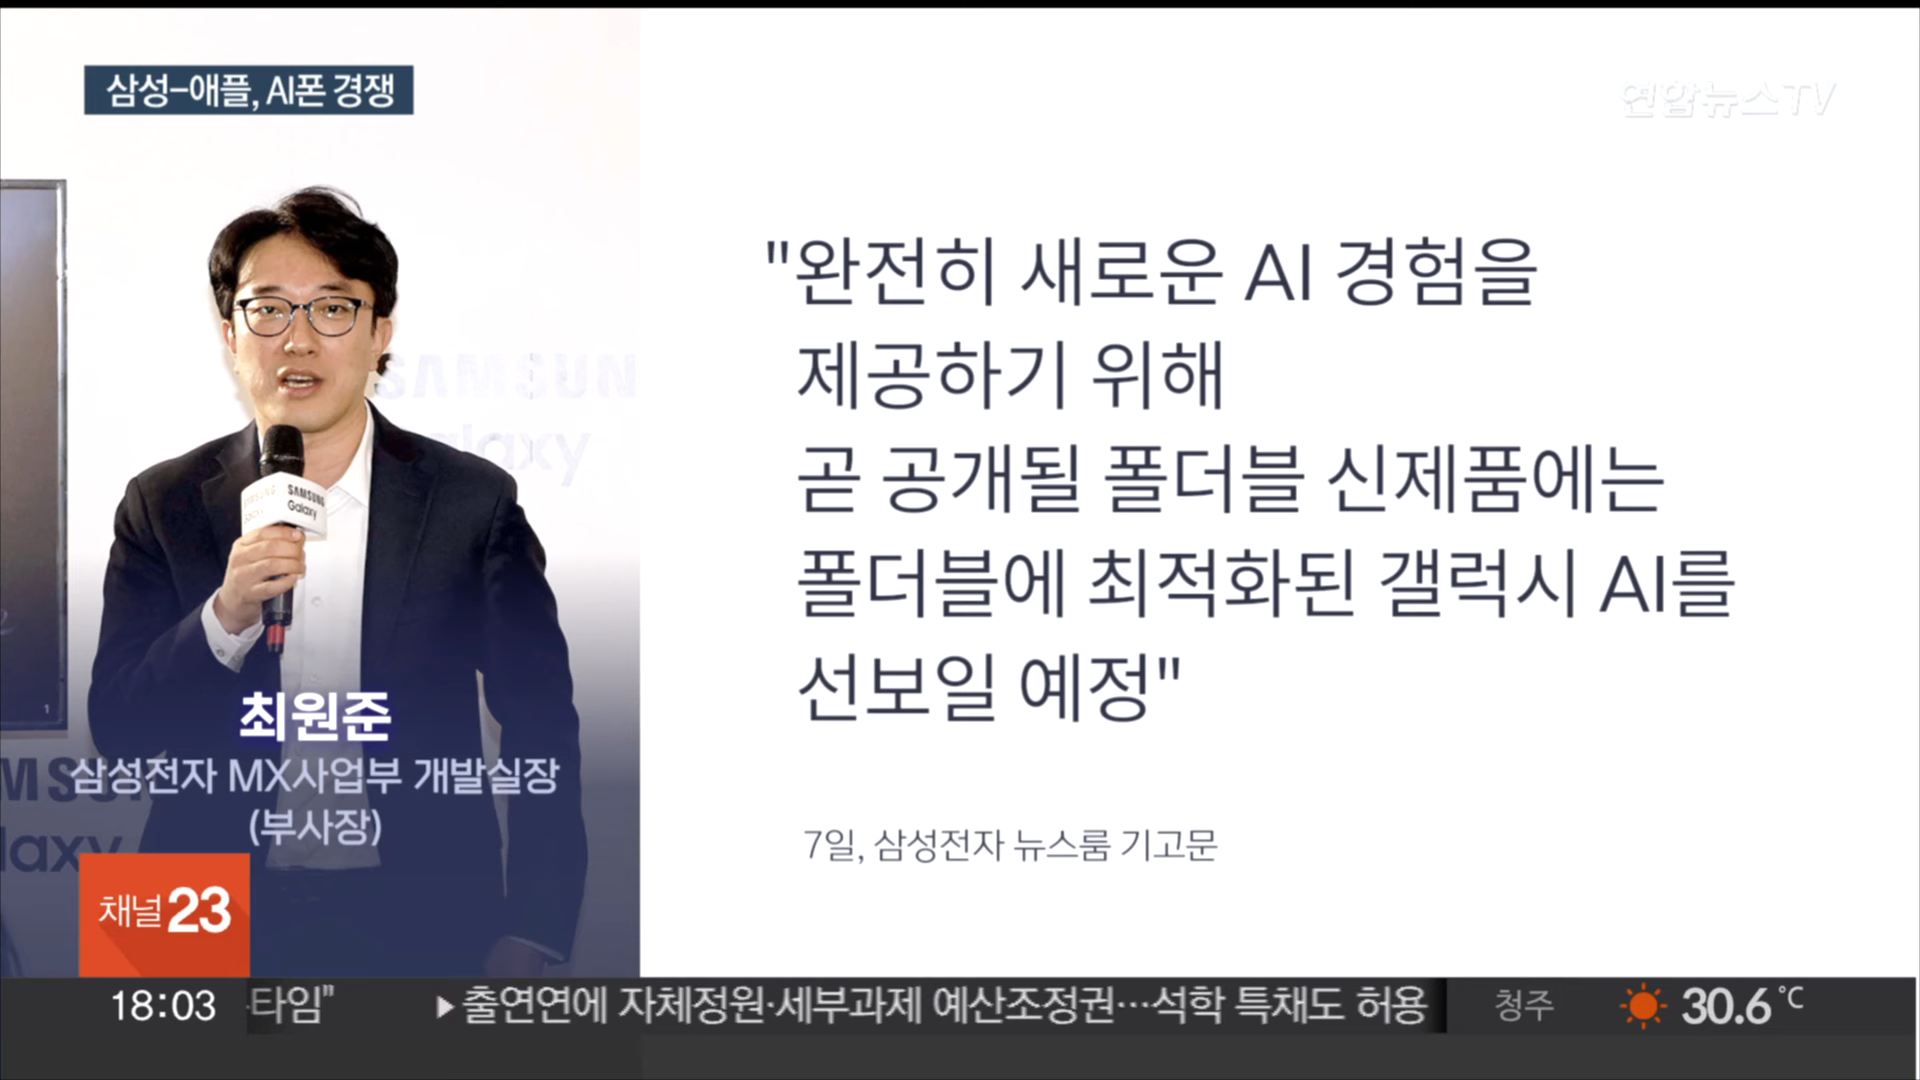 삼성-애플, AI폰 경쟁
연합뉴스TV
"완전히 새로운 AI 경험을
제공하기 위해
곧 공개될 폴더블 신제품에는
폴더블에 최적화된 갤럭시 AI를
선보일 예정"
7일, 삼성전자 뉴스룸 기고문
SAMSUNG
Galaxy
SAMSUNG
Galaxy
1
최원준
삼성전자 MX사업부 개발실장
(부사장)
채널 23
18:03 타임" ▶출연연에 자체정원·세부과제 예산조정권…석학 특채도 허용 청주 30.6℃